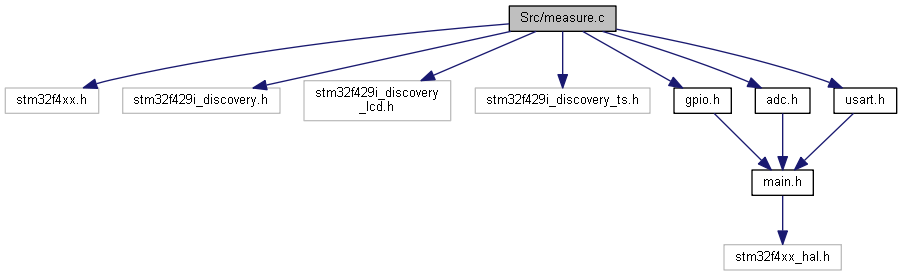 Src/measure.c
stm32f4xx.h
stm32f429i_discovery.h
stm32f429i_discovery
_lcd.h
stm32f429i_discovery_ts.h
gpio.h
adc.h
usart.h
main.h
stm32f4xx_hal.h